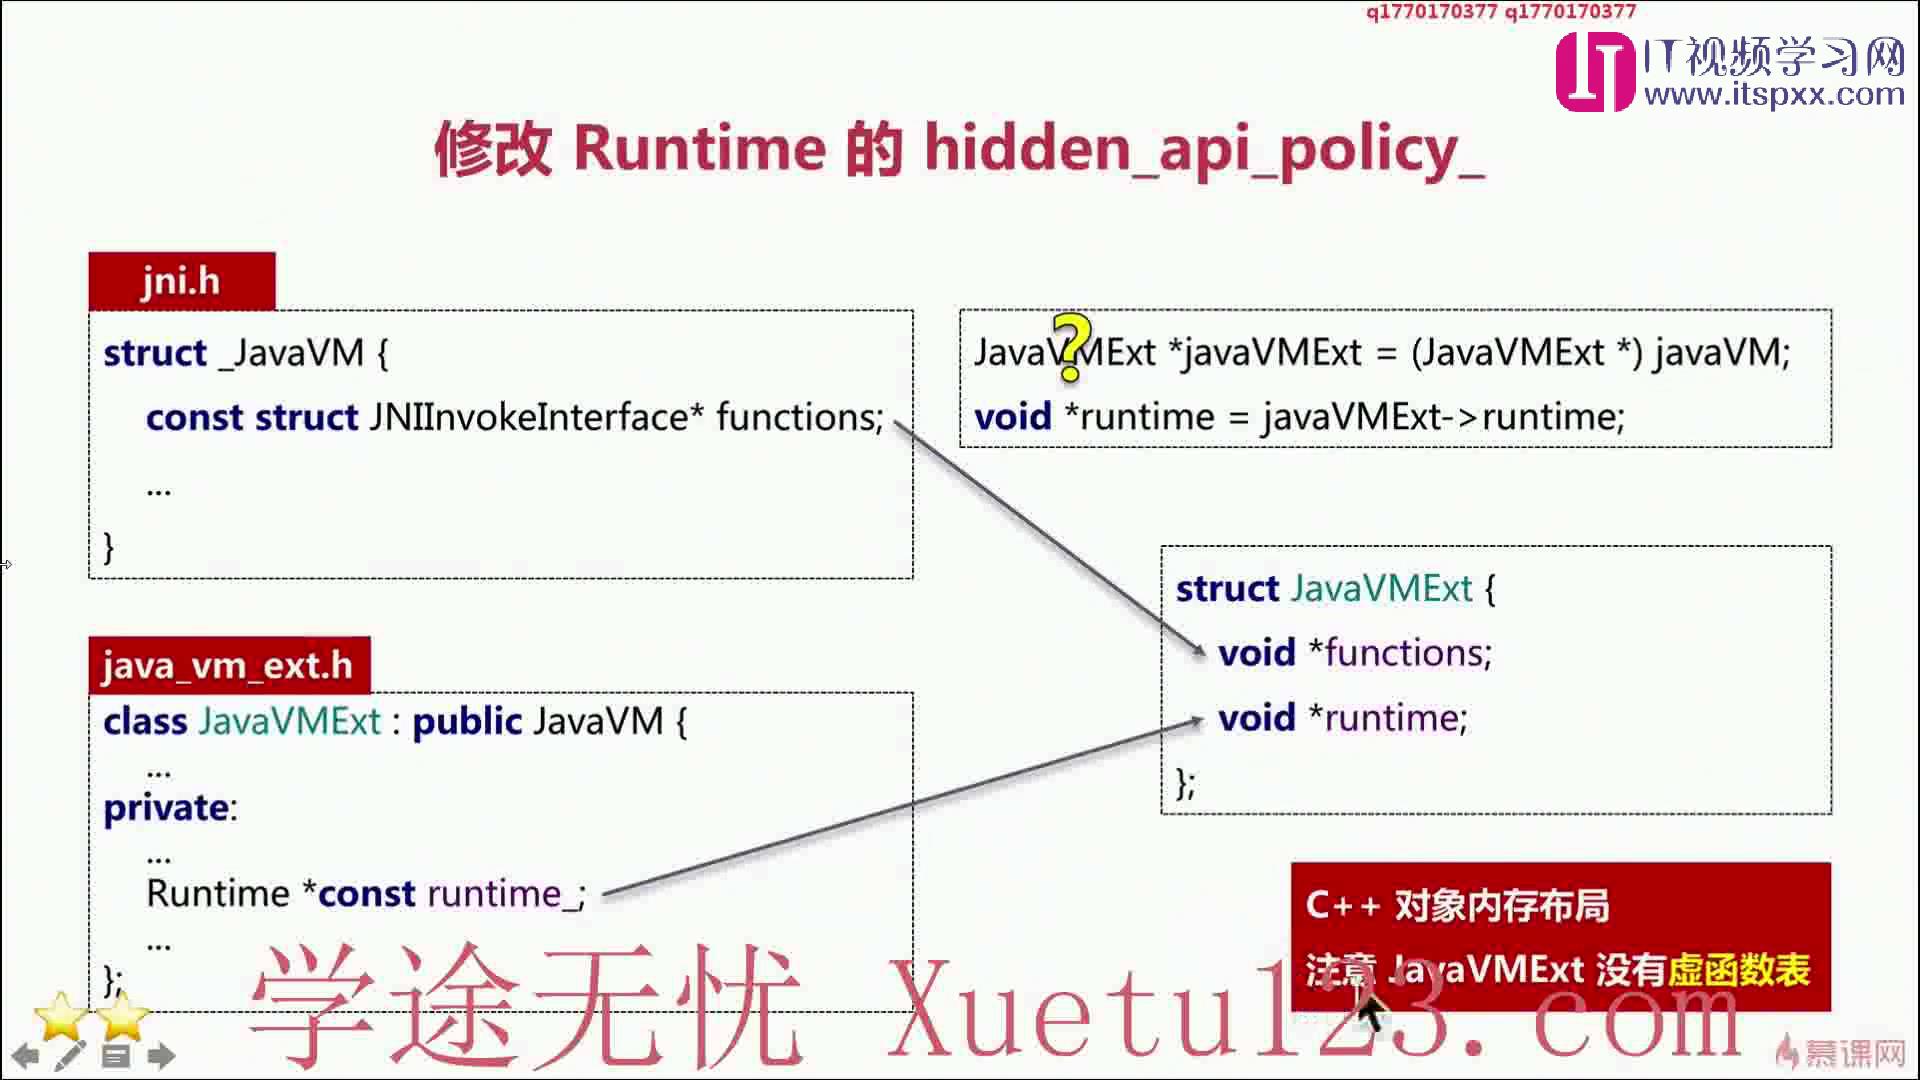 q1770170377 q1770170377
IT视频学习网
www.itspxx.com
修改 Runtime 的 hidden_api_policy_
jni.h
struct _JavaVM {
const struct JNIInvokeInterface* functions;
...
}
?
JavaVMExt *javaVMExt = (JavaVMExt *) javaVM;
void *runtime = javaVMExt->runtime;
struct JavaVMExt {
void *functions;
void *runtime;
};
java_vm_ext.h
class JavaVMExt : public JavaVM {
...
private:
...
Runtime *const runtime_;
...
};
C++ 对象内存布局
注意 JavaVMExt 没有虚函数表
学途无忧 Xuetu123.com
慕课网